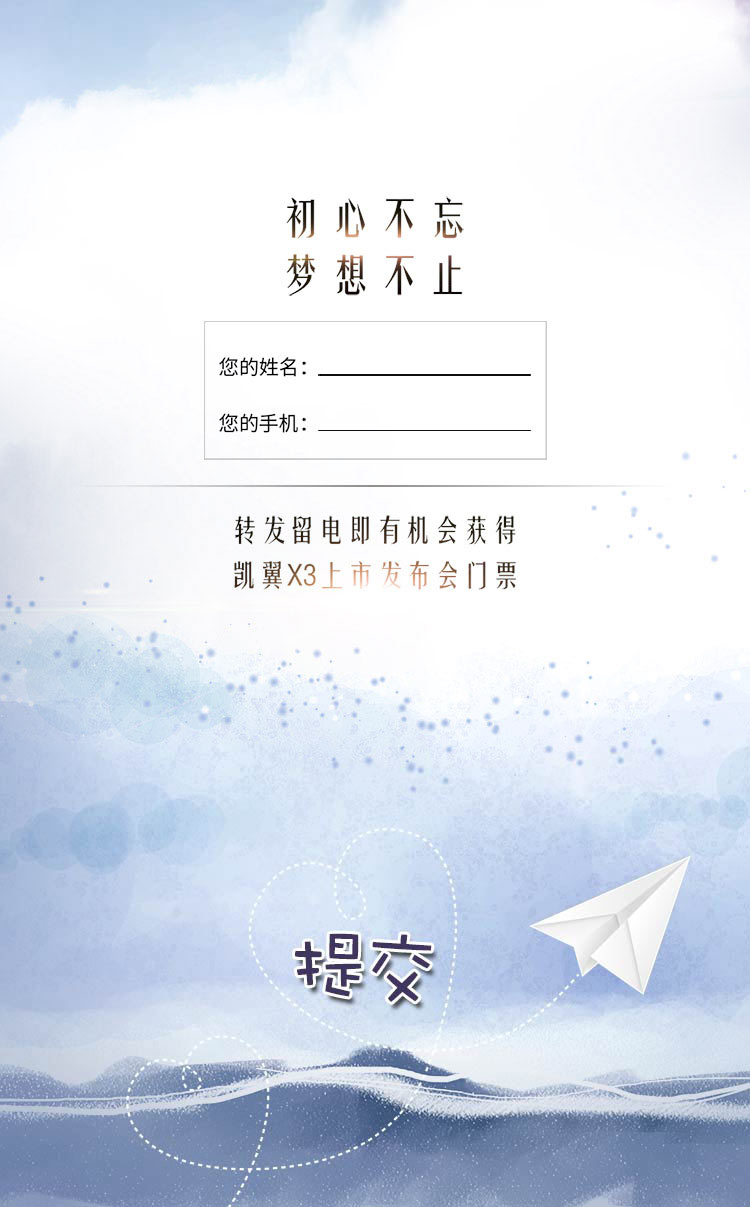 初心不忘
梦想不止
您的姓名：
您的手机：
转发留电即有机会获得
凯翼X3上市发布会门票
提交